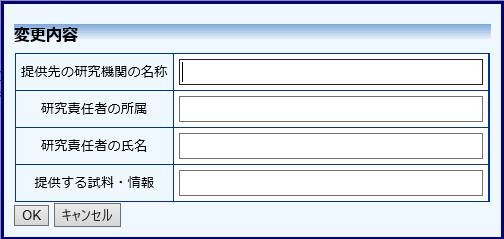 変更内容
提供先の研究機関の名称
研究責任者の所属
研究責任者の氏名
提供する試料・情報
OK キャンセル